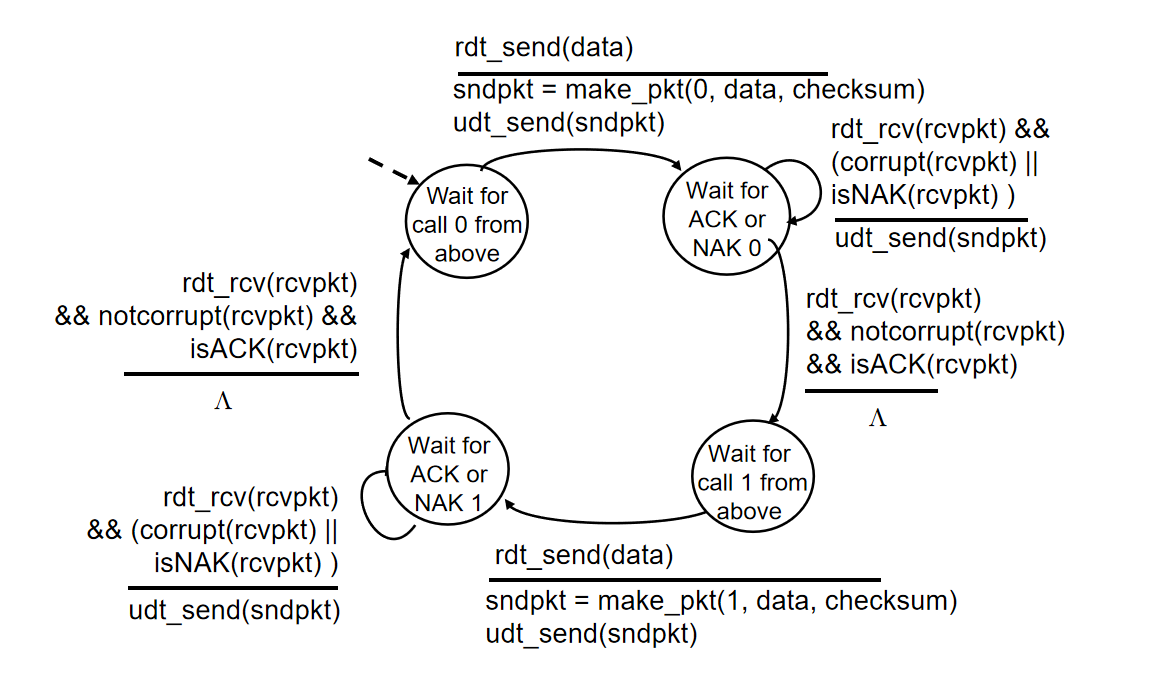 rdt_send(data)
sndpkt = make_pkt(0, data, checksum)
udt_send(sndpkt)
Wait for
call 0 from
above
Wait for
ACK or
NAK 0
rdt_rcv(rcvpkt) &&
(corrupt(rcvpkt) ||
isNAK(rcvpkt) )
udt_send(sndpkt)
rdt_rcv(rcvpkt)
&& notcorrupt(rcvpkt)
&& isACK(rcvpkt)
Λ
rdt_rcv(rcvpkt)
&& notcorrupt(rcvpkt) &&
isACK(rcvpkt)
Λ
Wait for
ACK or
NAK 1
Wait for
call 1 from
above
rdt_rcv(rcvpkt)
&& (corrupt(rcvpkt) ||
isNAK(rcvpkt) )
udt_send(sndpkt)
rdt_send(data)
sndpkt = make_pkt(1, data, checksum)
udt_send(sndpkt)